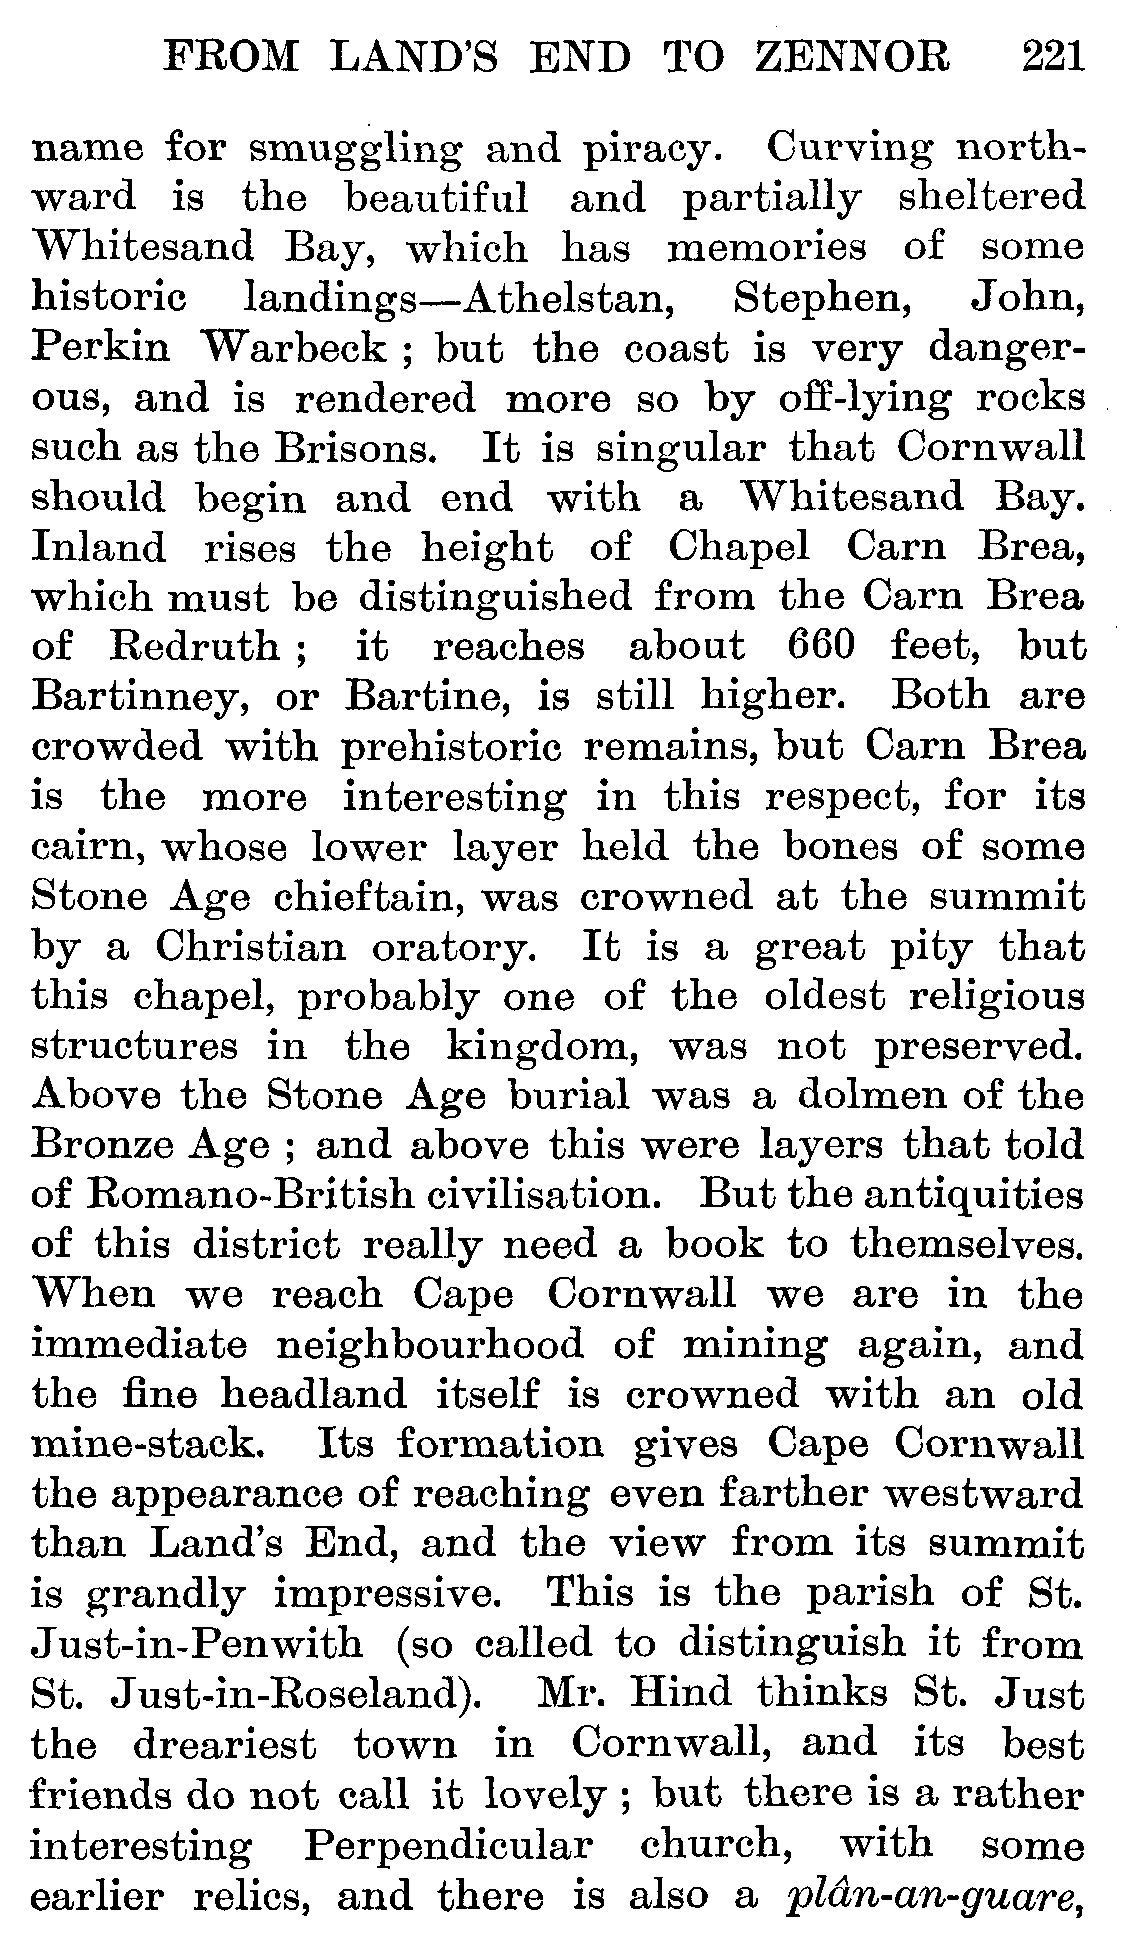 FROM LAND'S END TO ZENNOR 221
name for smuggling and piracy. Curving north-
ward is the beautiful and partially sheltered
Whitesand Bay, which has memories of some
historic landings—Athelstan, Stephen, John,
Perkin Warbeck ; but the coast is very danger-
ous, and is rendered more so by off-lying rocks
such as the Brisons. It is singular that Cornwall
should begin and end with a Whitesand Bay.
Inland rises the height of Chapel Carn Brea,
which must be distinguished from the Carn Brea
of Redruth ; it reaches about 660 feet, but
Bartinney, or Bartine, is still higher. Both are
crowded with prehistoric remains, but Carn Brea
is the more interesting in this respect, for its
cairn, whose lower layer held the bones of some
Stone Age chieftain, was crowned at the summit
by a Christian oratory. It is a great pity that
this chapel, probably one of the oldest religious
structures in the kingdom, was not preserved.
Above the Stone Age burial was a dolmen of the
Bronze Age ; and above this were layers that told
of Romano-British civilisation. But the antiquities
of this district really need a book to themselves.
When we reach Cape Cornwall we are in the
immediate neighbourhood of mining again, and
the fine headland itself is crowned with an old
mine-stack. Its formation gives Cape Cornwall
the appearance of reaching even farther westward
than Land's End, and the view from its summit
is grandly impressive. This is the parish of St.
Just-in-Penwith (so called to distinguish it from
St. Just-in-Roseland). Mr. Hind thinks St. Just
the dreariest town in Cornwall, and its best
friends do not call it lovely ; but there is a rather
interesting Perpendicular church, with some
earlier relics, and there is also a plân-an-guare,